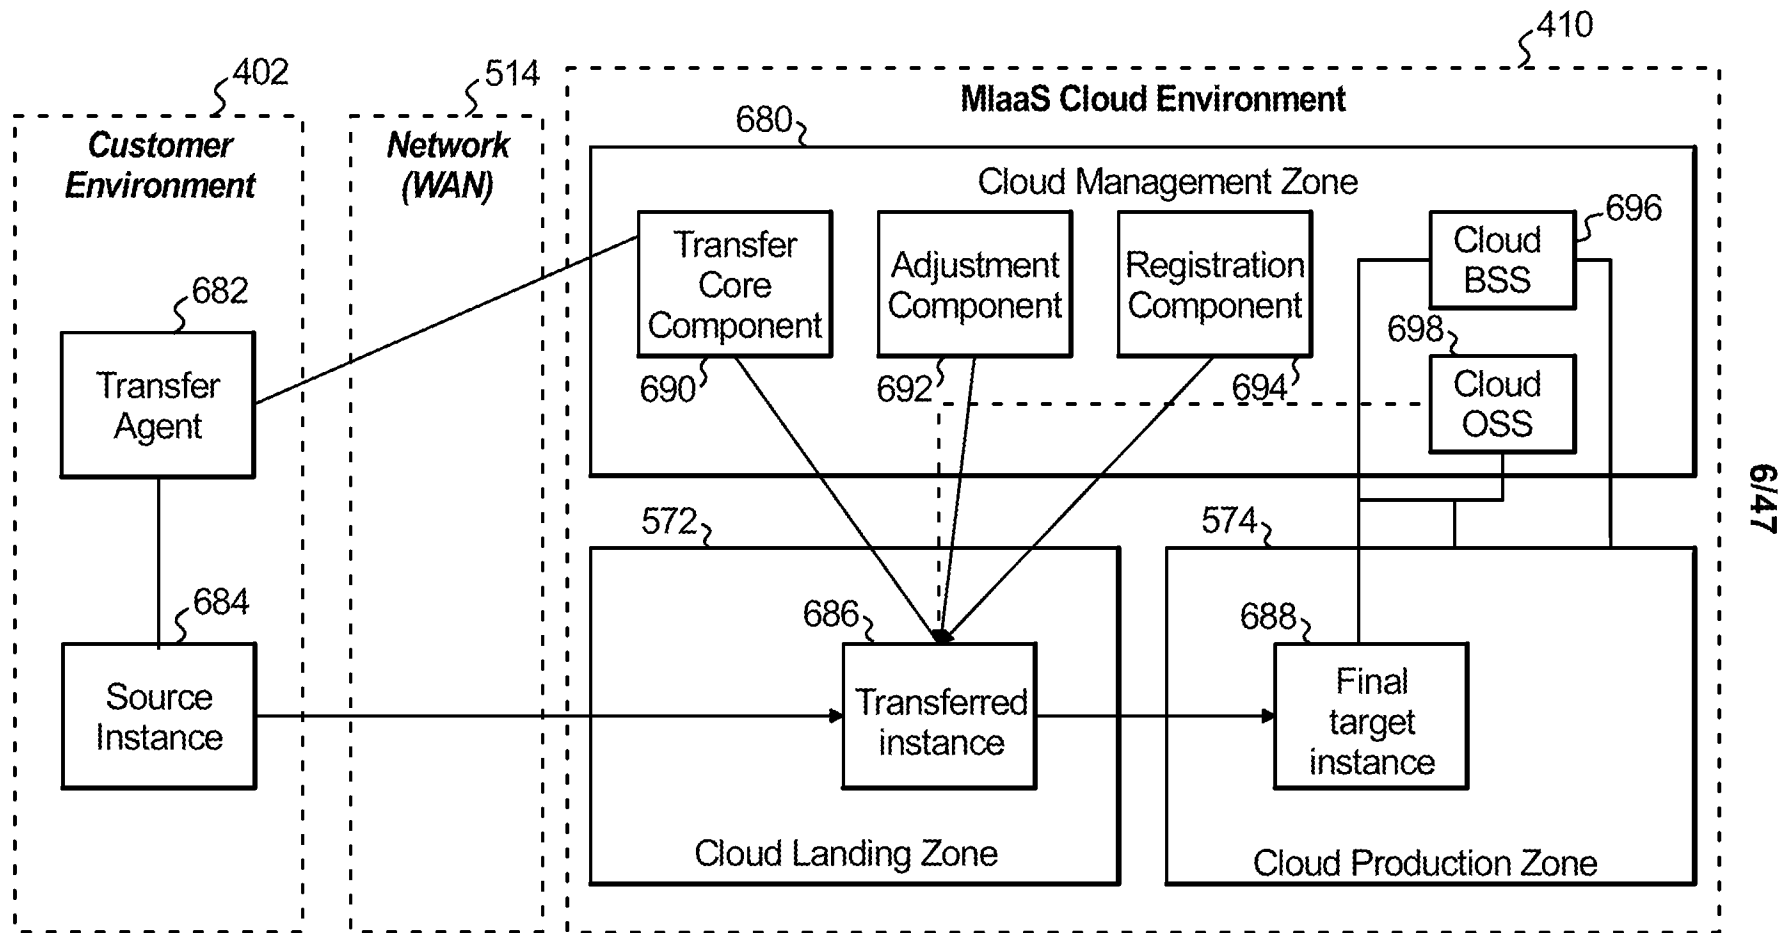 410
402
514
MIaaS Cloud Environment
680
Customer
Environment
Network
(WAN)
Cloud Management Zone
696
Transfer
Core
Component
Adjustment
Component
Registration
Component
Cloud
BSS
682
698
690
692
694
Cloud
OSS
Transfer
Agent
6/47
572
574
684
686
688
Source
Instance
Transferred
instance
Final
target
instance
Cloud Landing Zone
Cloud Production Zone